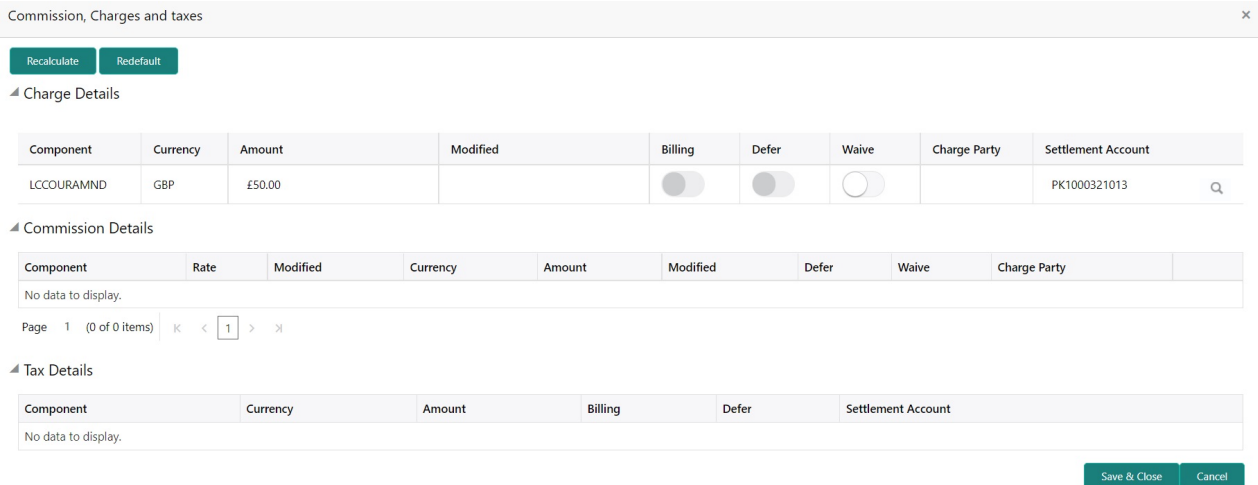 Commission, Charges and taxes ×
Recalculate Redefault
Charge Details
Component Currency Amount Modified Billing Defer Waive Charge Party Settlement Account
LCCOURAMND GBP £50.00 PK1000321013
Commission Details
Component Rate Modified Currency Amount Modified Defer Waive Charge Party
No data to display.
Page 1 (0 of 0 items) 1
Tax Details
Component Currency Amount Billing Defer Settlement Account
No data to display.
Save & Close Cancel